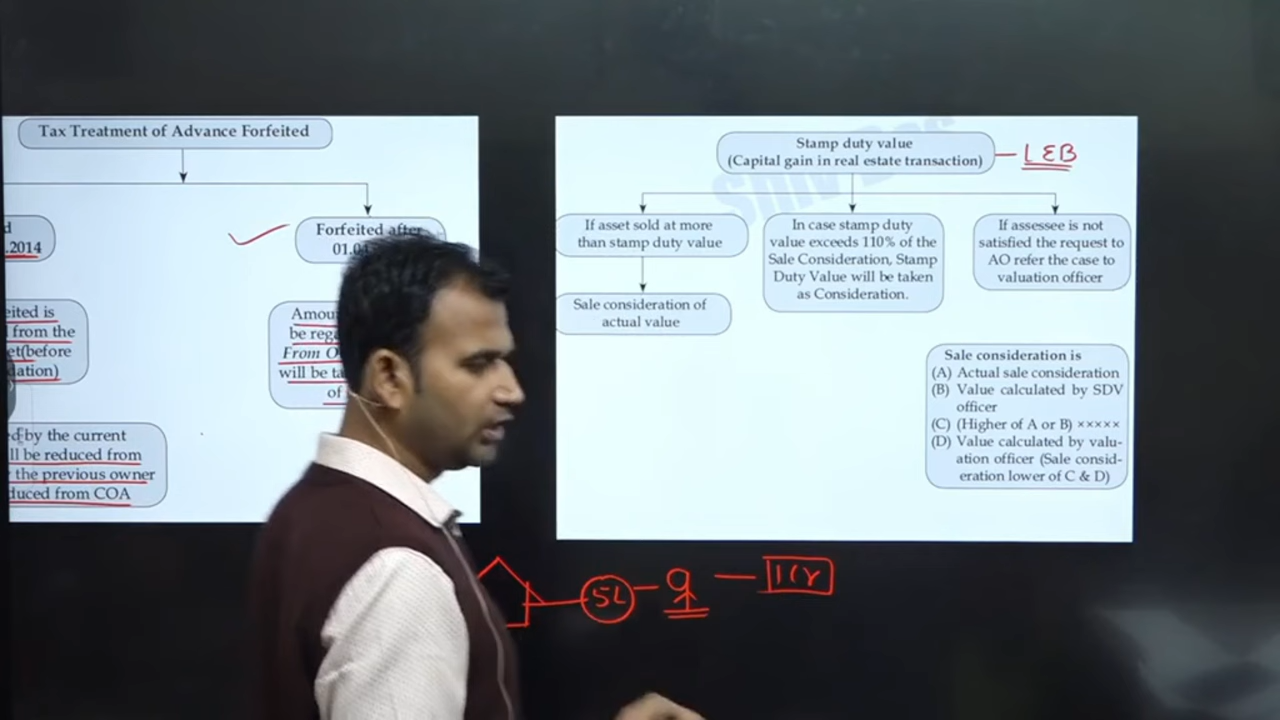 Tax Treatment of Advance Forfeited
d
.2014
Forfeited after
01.0
eited is
from the
et(before
dation)
Amou
be reg
From O
will be ta
of
d by the current
ll be reduced from
the previous owner
duced from COA
Stamp duty value
(Capital gain in real estate transaction)
L&B
If asset sold at more
than stamp duty value
In case stamp duty
value exceeds 110% of the
Sale Consideration, Stamp
Duty Value will be taken
as Consideration.
If assessee is not
satisfied the request to
AO refer the case to
valuation officer
Sale consideration of
actual value
Sale consideration is
(A) Actual sale consideration
(B) Value calculated by SDV
officer
(C) (Higher of A or B) ×××××
(D) Value calculated by valu-
ation officer (Sale consid-
eration lower of C & D)
5L
1Cr